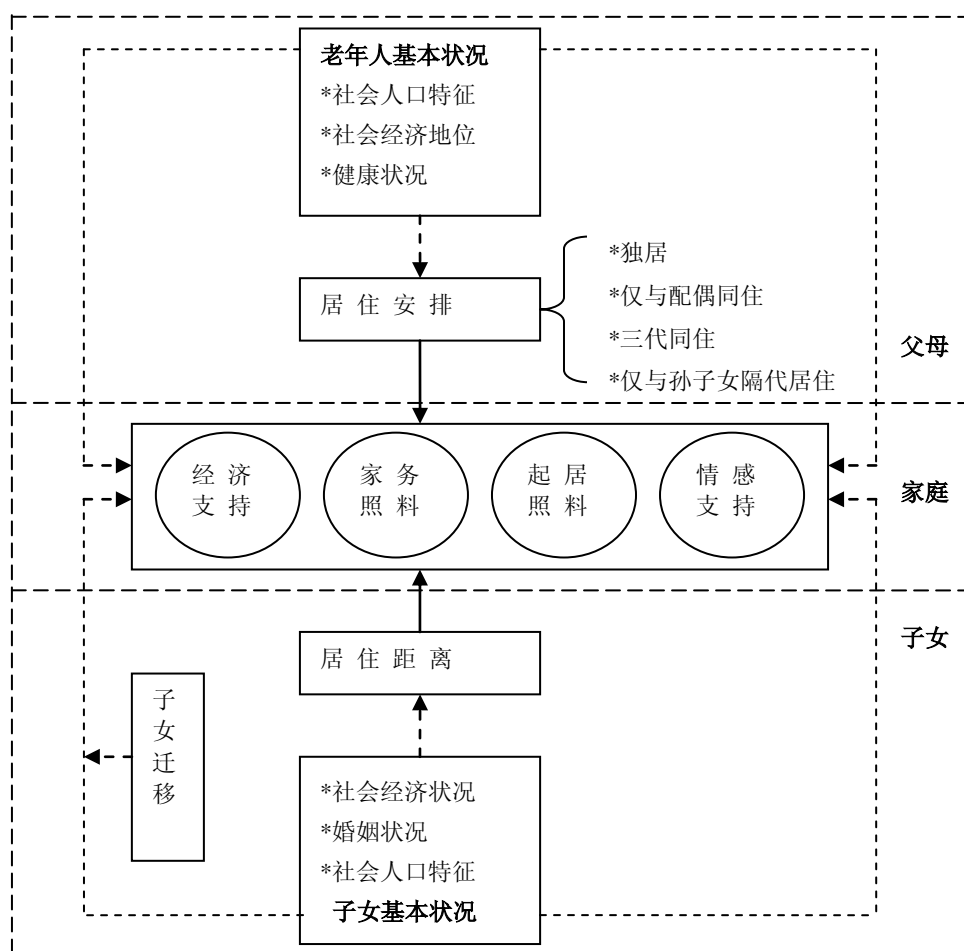 老年人基本状况
*社会人口特征
*社会经济地位
*健康状况
居住安排
*独居
*仅与配偶同住
*三代同住
*仅与孙子女隔代居住
父母
经济
支持
家务
照料
起居
照料
情感
支持
家庭
子女
居住距离
子
女
迁
移
*社会经济状况
*婚姻状况
*社会人口特征
子女基本状况